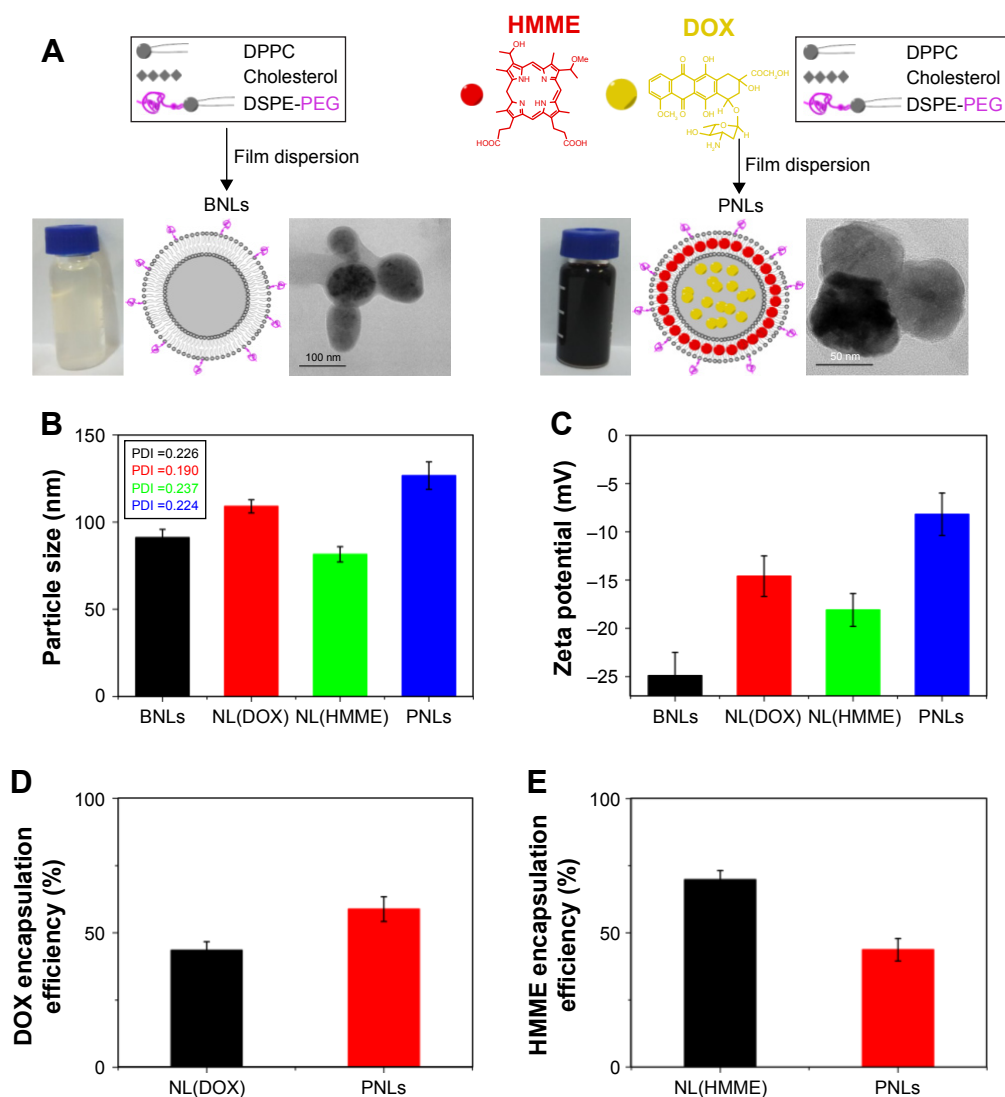 A
HMME
DOX
DPPC
Cholesterol
DSPE-PEG
OH
OMe
NH
N
N
HN
HOOC
COOH
O
OH
COCH₂OH
OH
OCH₃
O
OH
H
O
HO
O
H
H₂N
H
DPPC
Cholesterol
DSPE-PEG
Film dispersion
Film dispersion
BNLs
PNLs
100 nm
50 nm
B
150
100
50
0
Particle size (nm)
PDI =0.226
PDI =0.190
PDI =0.237
PDI =0.224
BNLs
NL(DOX)
NL(HMME)
PNLs
C
0
–5
–10
–15
–20
–25
Zeta potential (mV)
BNLs
NL(DOX)
NL(HMME)
PNLs
D
100
50
0
DOX encapsulation
efficiency (%)
NL(DOX)
PNLs
E
100
50
0
HMME encapsulation
efficiency (%)
NL(HMME)
PNLs